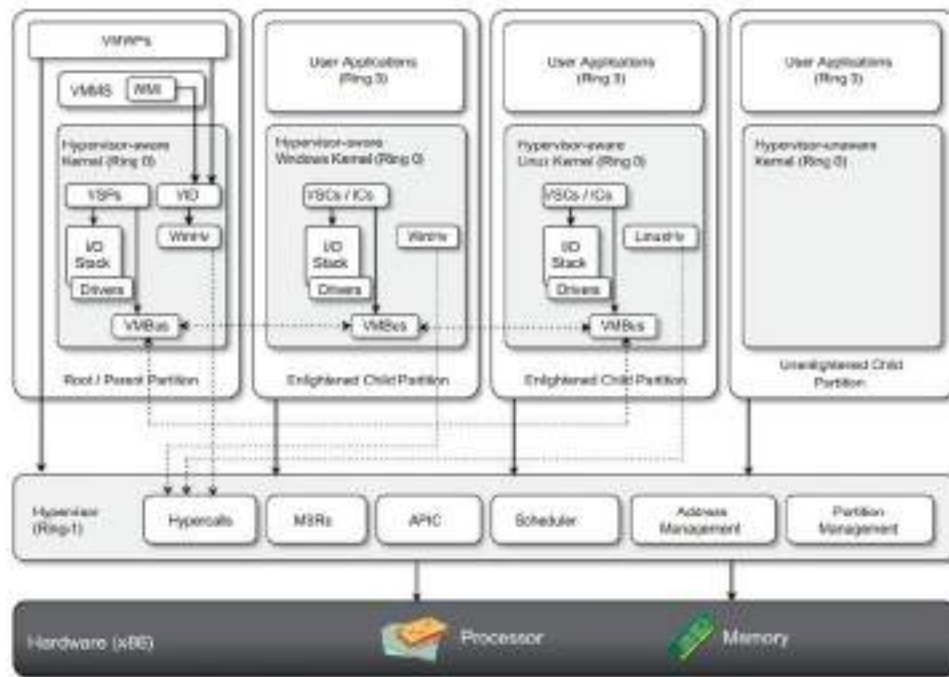 VMWPs
VMMS
WMI
Hypervisor-aware
Kernel (Ring 0)
VSPs
VID
WinHv
I/O
Stack
Drivers
VMBus
Root / Parent Partition
User Applications
(Ring 3)
Hypervisor-aware
Windows Kernel (Ring 0)
VSCs / ICs
I/O
Stack
Drivers
WinHv
VMBus
Enlightened Child Partition
User Applications
(Ring 3)
Hypervisor-aware
Linux Kernel (Ring 0)
VSCs / ICs
I/O
Stack
Drivers
LinuxHv
VMBus
Enlightened Child Partition
User Applications
(Ring 3)
Hypervisor-unaware
Kernel (Ring 0)
Unenlightened Child
Partition
Hypervisor
(Ring-1)
Hypercalls
MSRs
APIC
Scheduler
Address
Management
Partition
Management
Hardware (x86)
Processor
Memory